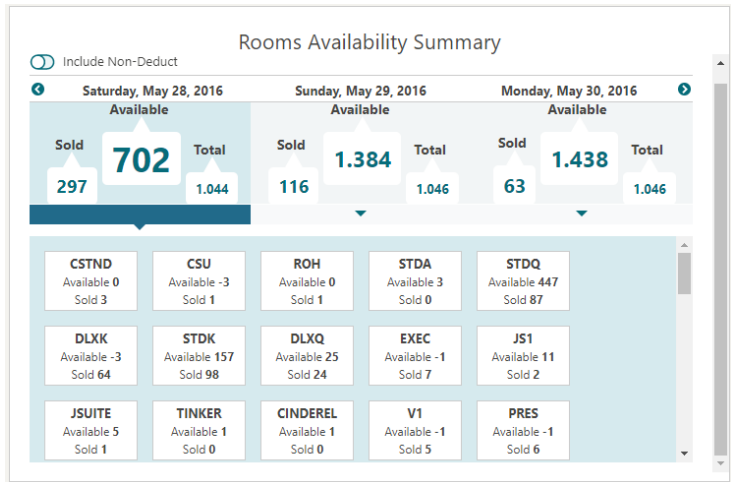 Rooms Availability Summary
Include Non-Deduct
Saturday, May 28, 2016 Sunday, May 29, 2016 Monday, May 30, 2016
Available Available Available
Sold 702 Total Sold 1.384 Total Sold 1.438 Total
297 1.044 116 1.046 63 1.046
CSTND CSU ROH STDA STDQ
Available 0 Available -3 Available 0 Available 3 Available 447
Sold 3 Sold 1 Sold 1 Sold 0 Sold 87
DLXK STDK DLXQ EXEC JS1
Available -3 Available 157 Available 25 Available -1 Available 11
Sold 64 Sold 98 Sold 24 Sold 7 Sold 2
JSUITE TINKER CINDEREL V1 PRES
Available 5 Available 1 Available 1 Available -1 Available -1
Sold 1 Sold 0 Sold 0 Sold 5 Sold 6